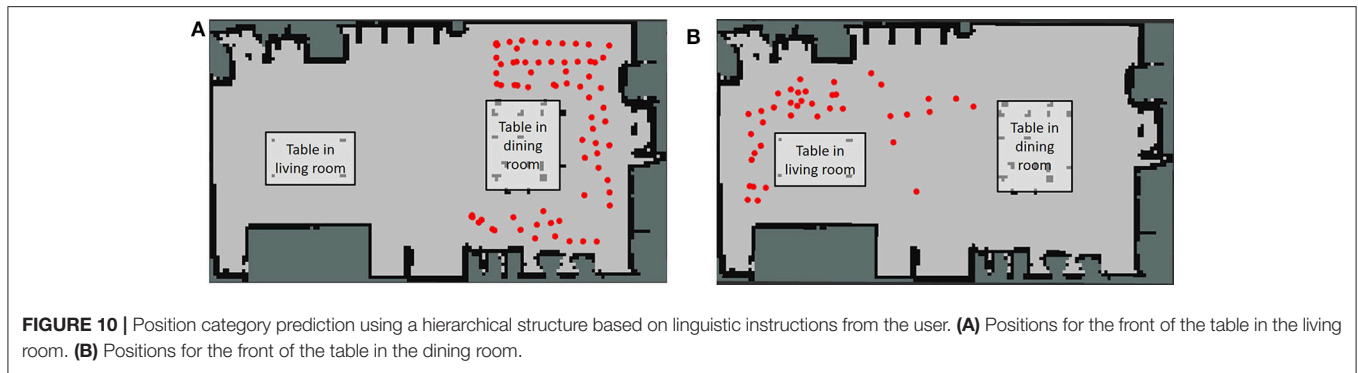 A
B
Table in
dining
room
Table in
living room
Table in
living room
Table in
dining
room
FIGURE 10 | Position category prediction using a hierarchical structure based on linguistic instructions from the user. (A) Positions for the front of the table in the living
room. (B) Positions for the front of the table in the dining room.